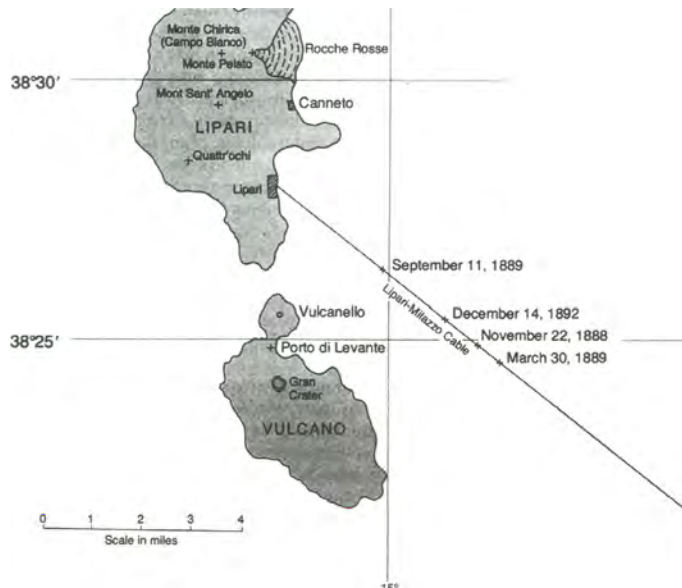 Monte Chirica
(Campo Bianco)
Monte Pelato
Rocche Rosse
38°30'
Mont Sant' Angelo
Canneto
LIPARI
Quattr'ochi
Lipari
September 11, 1889
Lipari-Milazzo Cable
December 14, 1892
November 22, 1888
March 30, 1889
Vulcanello
38°25'
Porto di Levante
Gran
Crater
VULCANO
0 1 2 3 4
Scale in miles
15°